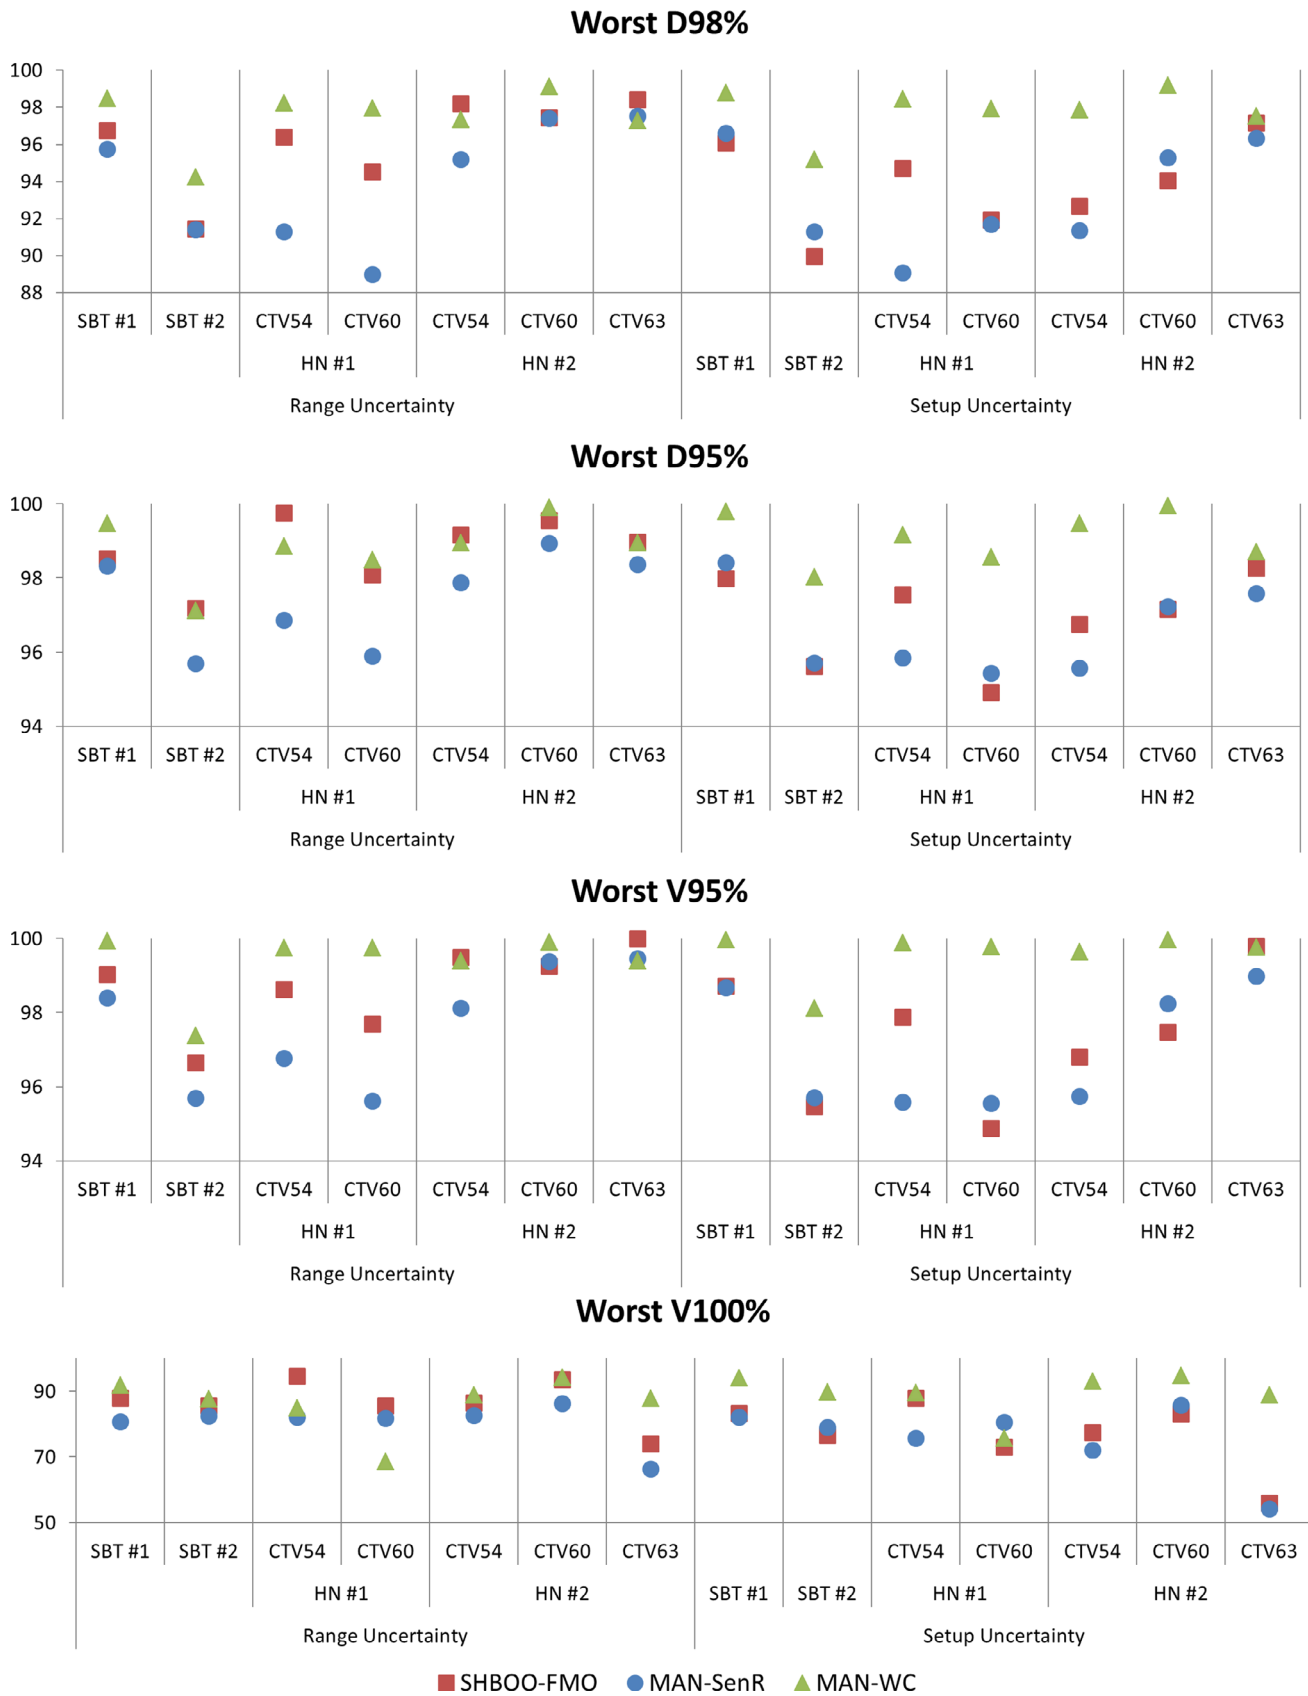 Worst D98%
100
98
96
94
92
90
88
SBT #1 SBT #2 CTV54 CTV60 CTV54 CTV60 CTV63 CTV54 CTV60 CTV54 CTV60 CTV63
HN #1 HN #2 SBT #1 SBT #2 HN #1 HN #2
Range Uncertainty Setup Uncertainty
Worst D95%
100
98
96
94
SBT #1 SBT #2 CTV54 CTV60 CTV54 CTV60 CTV63 CTV54 CTV60 CTV54 CTV60 CTV63
HN #1 HN #2 SBT #1 SBT #2 HN #1 HN #2
Range Uncertainty Setup Uncertainty
Worst V95%
100
98
96
94
SBT #1 SBT #2 CTV54 CTV60 CTV54 CTV60 CTV63 CTV54 CTV60 CTV54 CTV60 CTV63
HN #1 HN #2 SBT #1 SBT #2 HN #1 HN #2
Range Uncertainty Setup Uncertainty
Worst V100%
90
70
50
SBT #1 SBT #2 CTV54 CTV60 CTV54 CTV60 CTV63 CTV54 CTV60 CTV54 CTV60 CTV63
HN #1 HN #2 SBT #1 SBT #2 HN #1 HN #2
Range Uncertainty Setup Uncertainty
SHBOO-FMO MAN-SenR MAN-WC